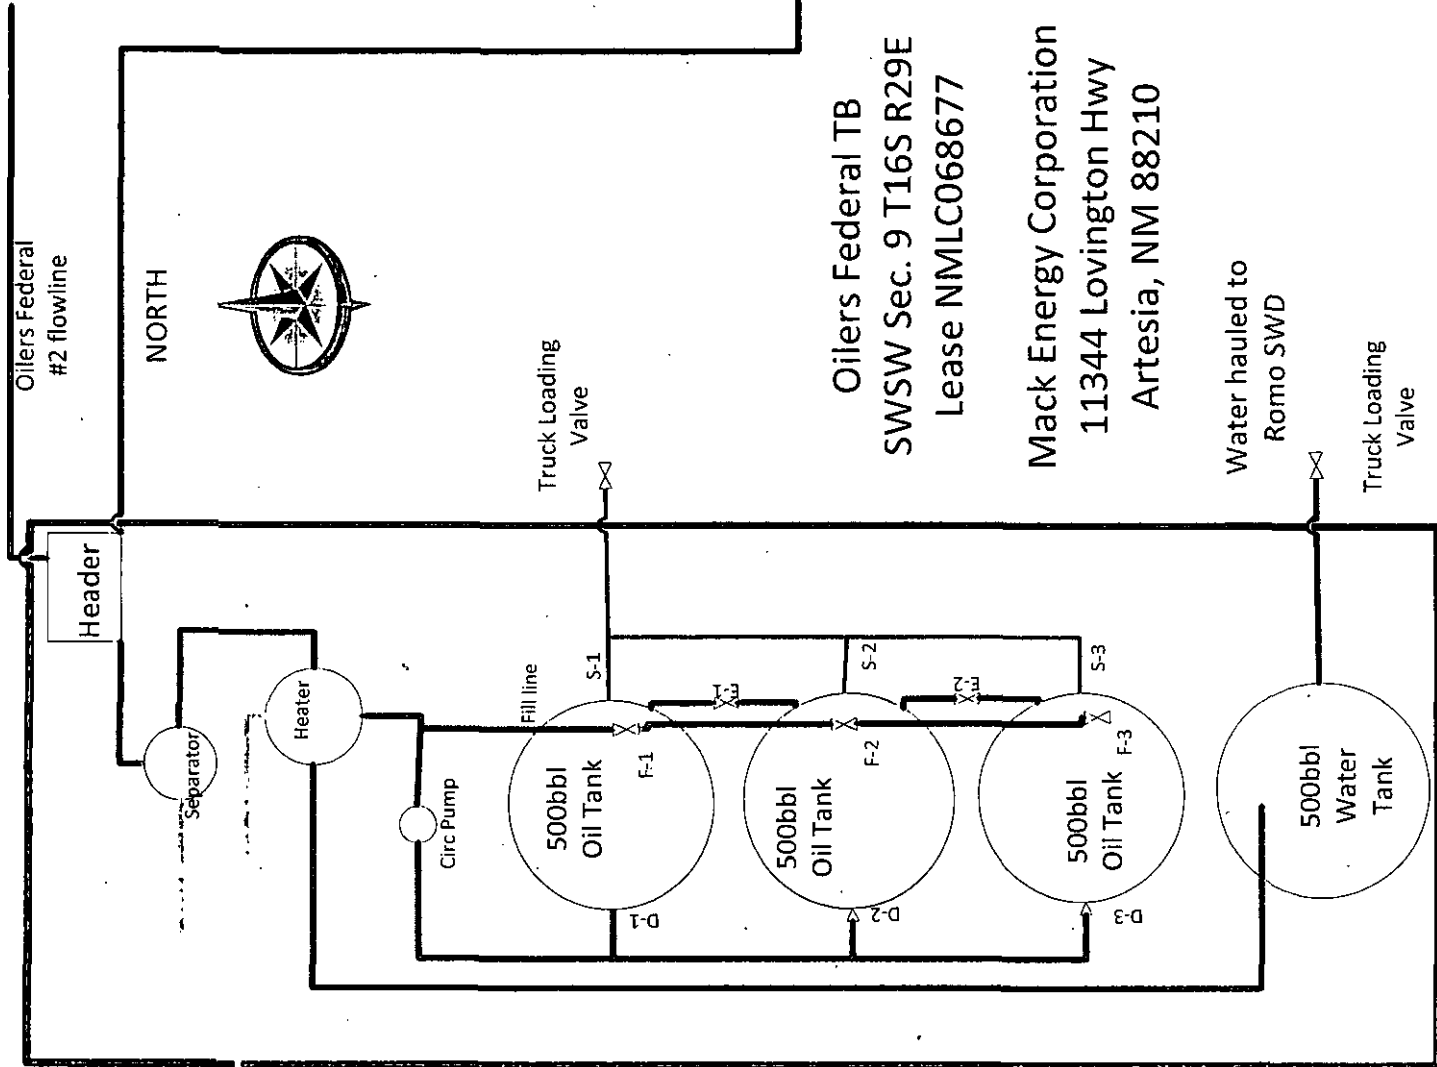 Oilers Federal
#2 flowline
NORTH
Header
Separator
Heater
Circ Pump
Fill line
Truck Loading
Valve
S-1
S-2
S-3
E-1
E-2
F-1
F-2
F-3
500bbl
Oil Tank
500bbl
Oil Tank
500bbl
Oil Tank
D-1
D-2
D-3
500bbl
Water
Tank
Oilers Federal TB
SWSW Sec. 9 T16S R29E
Lease NMLC068677
Mack Energy Corporation
11344 Lovington Hwy
Artesia, NM 88210
Water hauled to
Romo SWD
Truck Loading
Valve